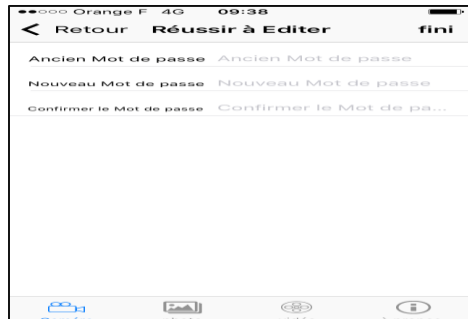 Orange F 4G 09:38
Retour Réussir à Editer fini
Ancien Mot de passe Ancien Mot de passe
Nouveau Mot de passe Nouveau Mot de passe
Confirmer le Mot de passe Confirmer le Mot de pa...